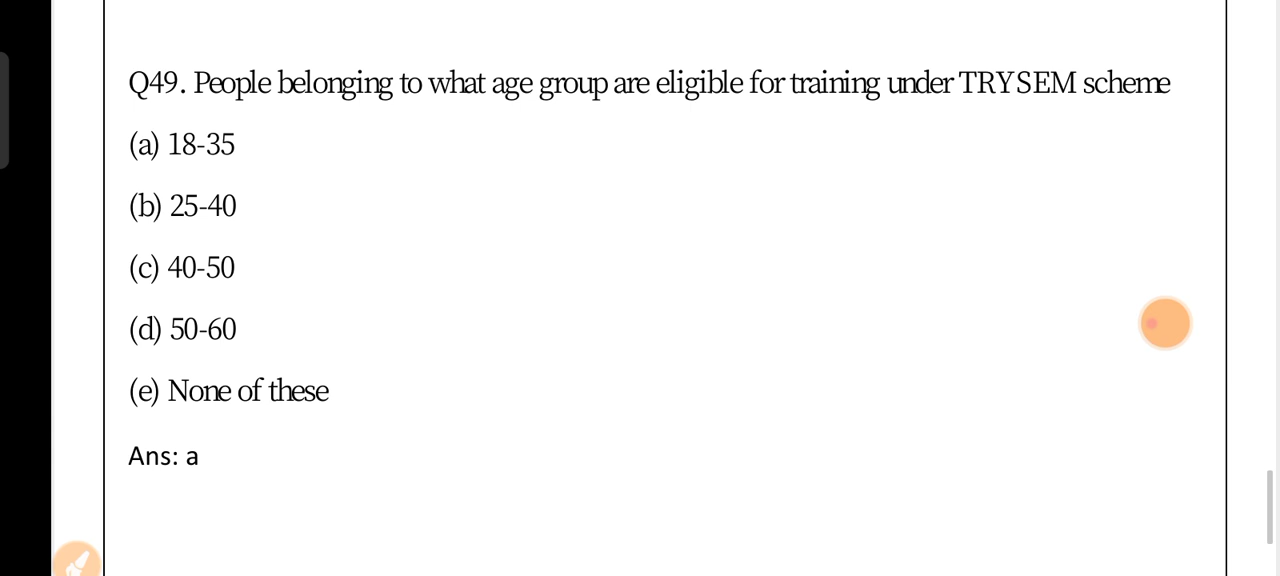 Q49. People belonging to what age group are eligible for training under TRYSEM scheme
(a) 18-35
(b) 25-40
(c) 40-50
(d) 50-60
(e) None of these
Ans: a